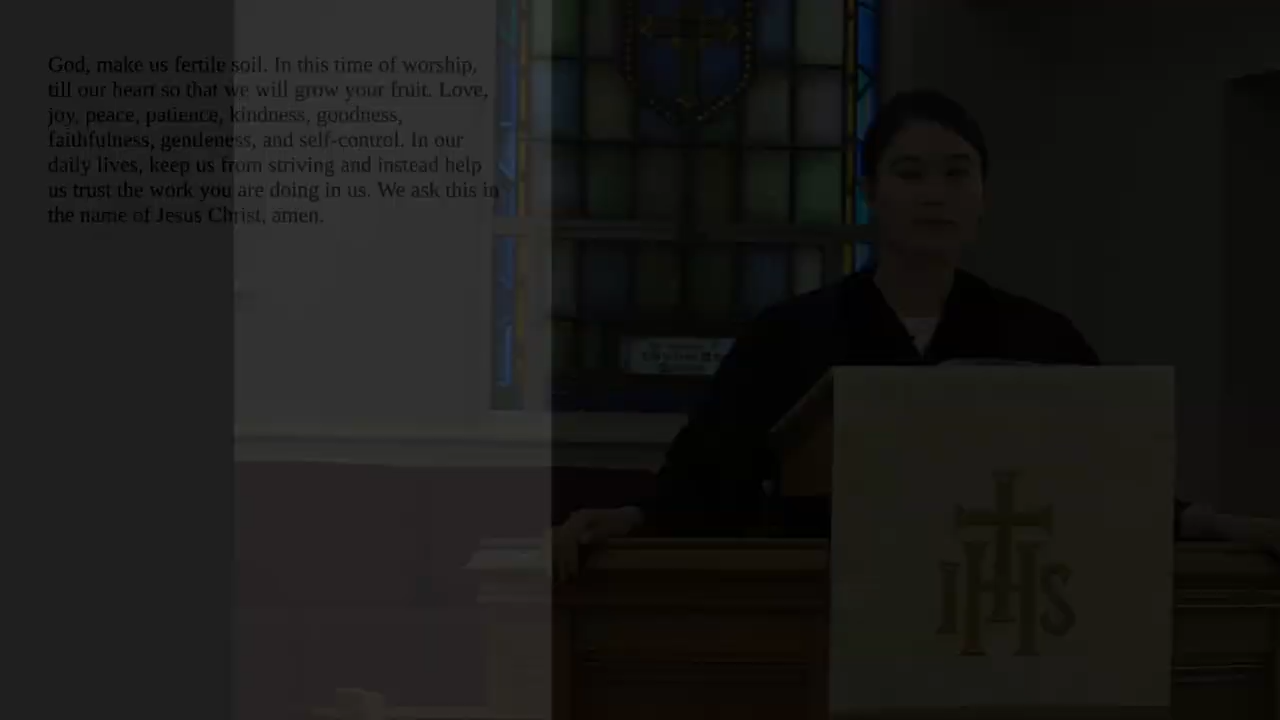 God, make us fertile soil. In this time of worship,
till our heart so that we will grow your fruit. Love,
joy, peace, patience, kindness, goodness,
faithfulness, gentleness, and self-control. In our
daily lives, keep us from striving and instead help
us trust the work you are doing in us. We ask this in
the name of Jesus Christ, amen.
IHS